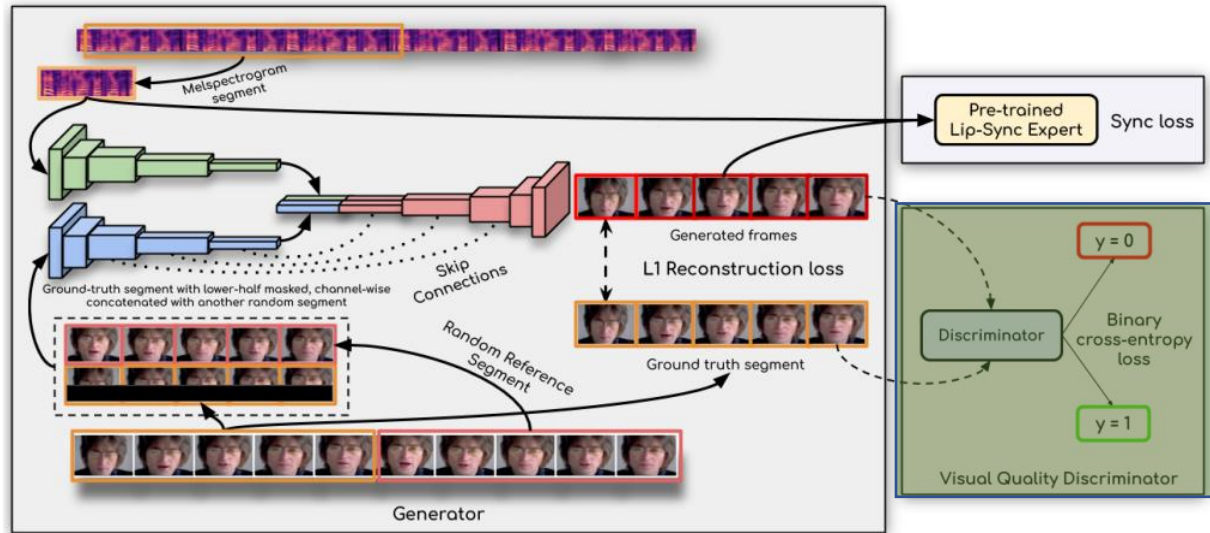 Melspectrogram
segment
Pre-trained
Lip-Sync Expert
Sync loss
Generated frames
Skip
Connections
L1 Reconstruction loss
Ground-truth segment with lower-half masked, channel-wise
concatenated with another random segment
Random Reference
Segment
Ground truth segment
y = 0
Discriminator
Binary
cross-entropy
loss
y = 1
Visual Quality Discriminator
Generator